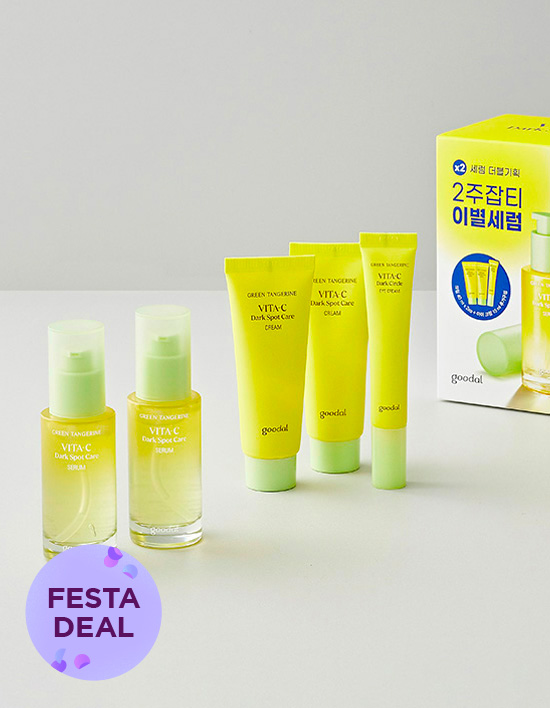 x2 세럼 더블기획
2주잡티
이별세럼
goodal
GREEN TANGERINE
VITA·C
Dark Spot Care
CREAM
goodal
GREEN TANGERINE
VITA C
Dark Spot Care
CREAM
goodal
GREEN TANGERINE
VITA·C
Dark Circle
EYE CREAM
goodal
GREEN TANGERINE
VITA C
Dark Spot Care
SERUM
goodal
GREEN TANGERINE
VITA C
Dark Spot Care
SERUM
goodal
FESTA
DEAL